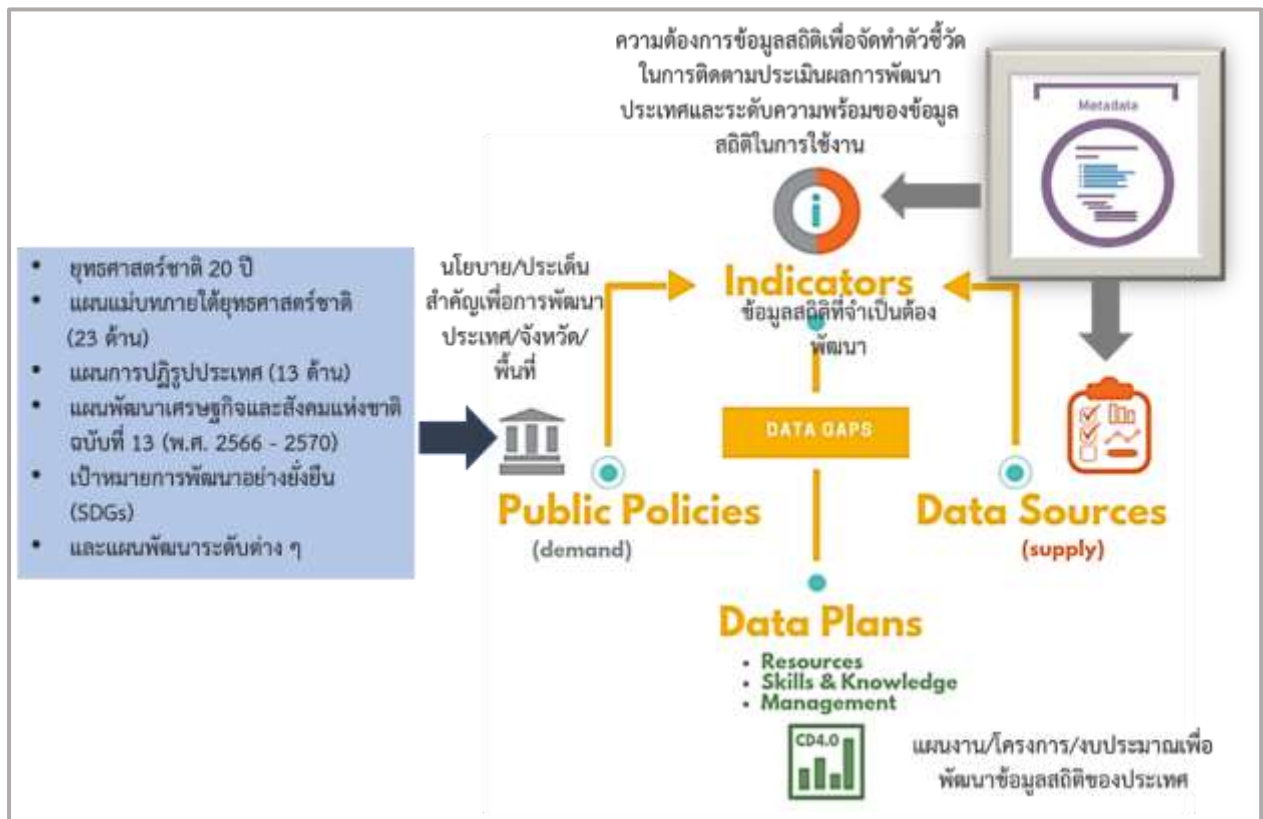 ความต้องการข้อมูลสถิติเพื่อจัดทำตัวชี้วัด
ในการติดตามประเมินผลการพัฒนา
ประเทศและระดับความพร้อมของข้อมูล
สถิติในการใช้งาน
Metadata
• ยุทธศาสตร์ชาติ 20 ปี
• แผนแม่บทภายใต้ยุทธศาสตร์ชาติ
(23 ด้าน)
• แผนการปฏิรูปประเทศ (13 ด้าน)
• แผนพัฒนาเศรษฐกิจและสังคมแห่งชาติ
ฉบับที่ 13 (พ.ศ. 2566 - 2570)
• เป้าหมายการพัฒนาอย่างยั่งยืน
(SDGs)
• และแผนพัฒนาระดับต่าง ๆ
นโยบาย/ประเด็น
สำคัญเพื่อการพัฒนา
ประเทศ/จังหวัด/
พื้นที่
i
Indicators
ข้อมูลสถิติที่จำเป็นต้อง
พัฒนา
DATA GAPS
Public Policies
(demand)
Data Sources
(supply)
Data Plans
• Resources
• Skills & Knowledge
• Management
CD4.0
แผนงาน/โครงการ/งบประมาณเพื่อ
พัฒนาข้อมูลสถิติของประเทศ